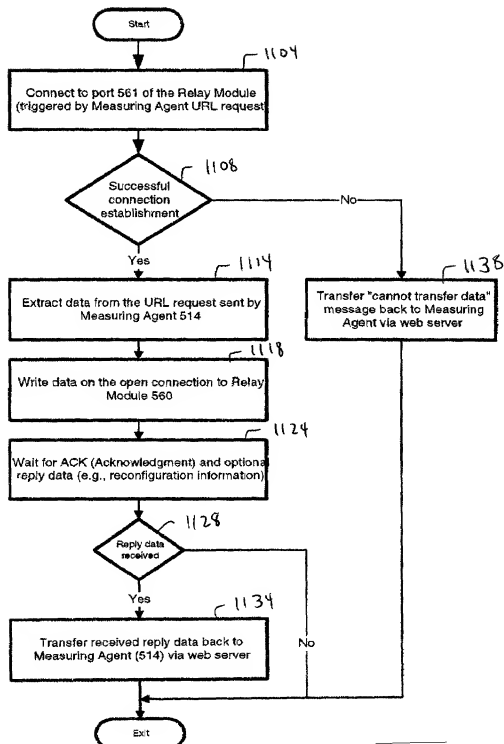 Start
1104
Connect to port 561 of the Relay Module
(triggered by Measuring Agent URL request
1108
Successful
connection
establishment
No
Yes
1114
Extract data from the URL request sent by
Measuring Agent 514
1138
Transfer "cannot transfer data"
message back to Measuring
Agent via web server
1118
Write data on the open connection to Relay
Module 560
1124
Wait for ACK (Acknowledgment) and optional
reply data (e.g., reconfiguration information)
1128
Reply data
received
Yes
No
1134
Transfer received reply data back to
Measuring Agent (514) via web server
Exit